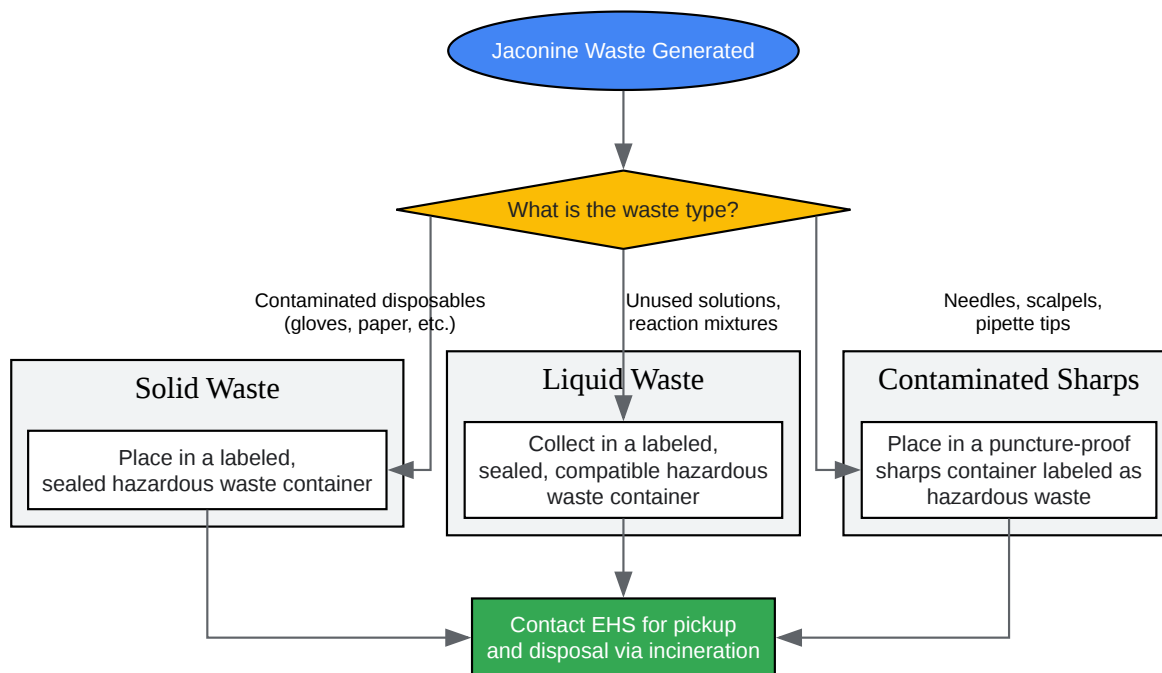 Jaconine Waste Generated
What is the waste type?
Contaminated disposables
(gloves, paper, etc.)
Unused solutions,
reaction mixtures
Needles, scalpels,
pipette tips
Solid Waste
Place in a labeled,
sealed hazardous waste container
Liquid Waste
Collect in a labeled,
sealed, compatible hazardous
waste container
Contaminated Sharps
Place in a puncture-proof
sharps container labeled as
hazardous waste
Contact EHS for pickup
and disposal via incineration